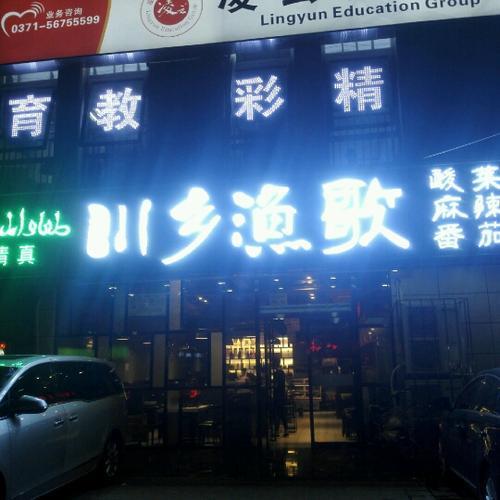 业务咨询
0371-56755599
Lingyun Education Group
育教彩精
川乡渔歌
清真
酸菜
麻辣
番茄